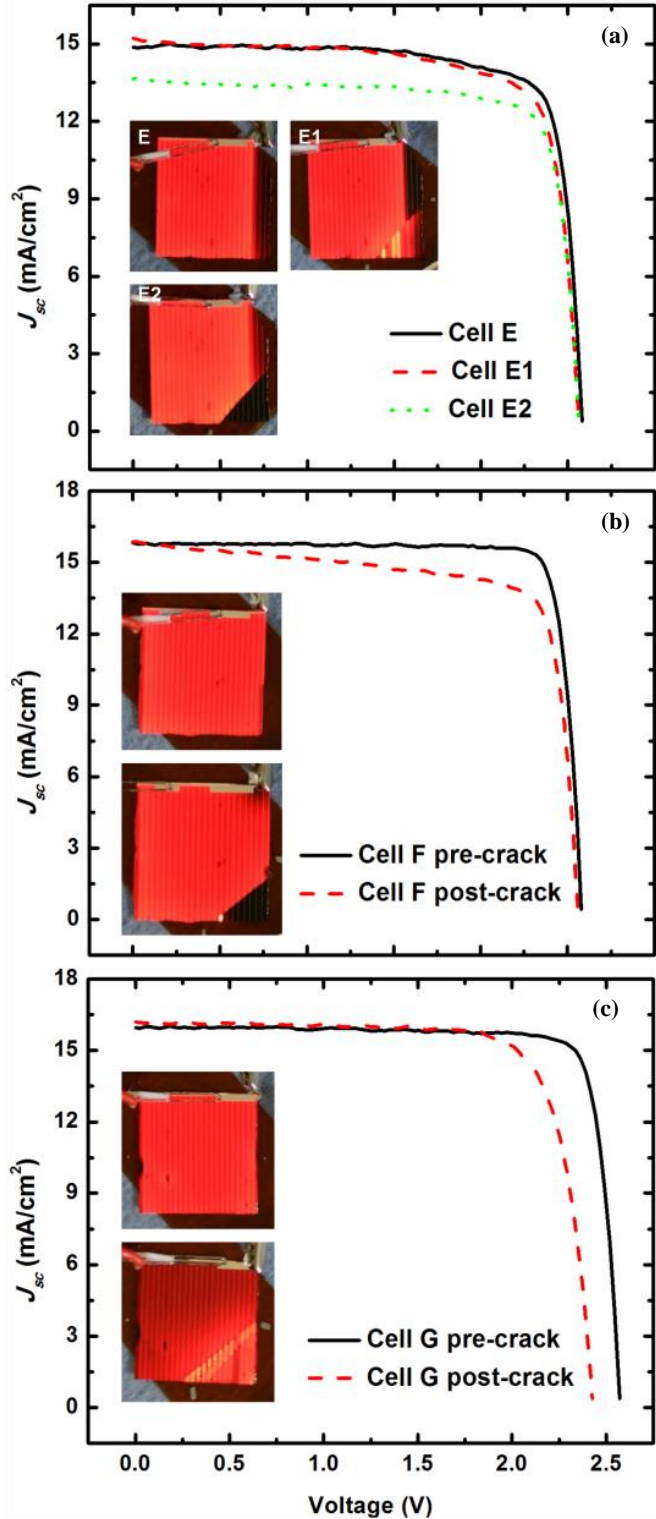 (a)
18
15
12
9
6
3
0
J_sc (mA/cm²)
E
E1
E2
Cell E
Cell E1
Cell E2
(b)
18
15
12
9
6
3
0
J_sc (mA/cm²)
Cell F pre-crack
Cell F post-crack
(c)
18
15
12
9
6
3
0
J_sc (mA/cm²)
Cell G pre-crack
Cell G post-crack
0.0 0.5 1.0 1.5 2.0 2.5
Voltage (V)